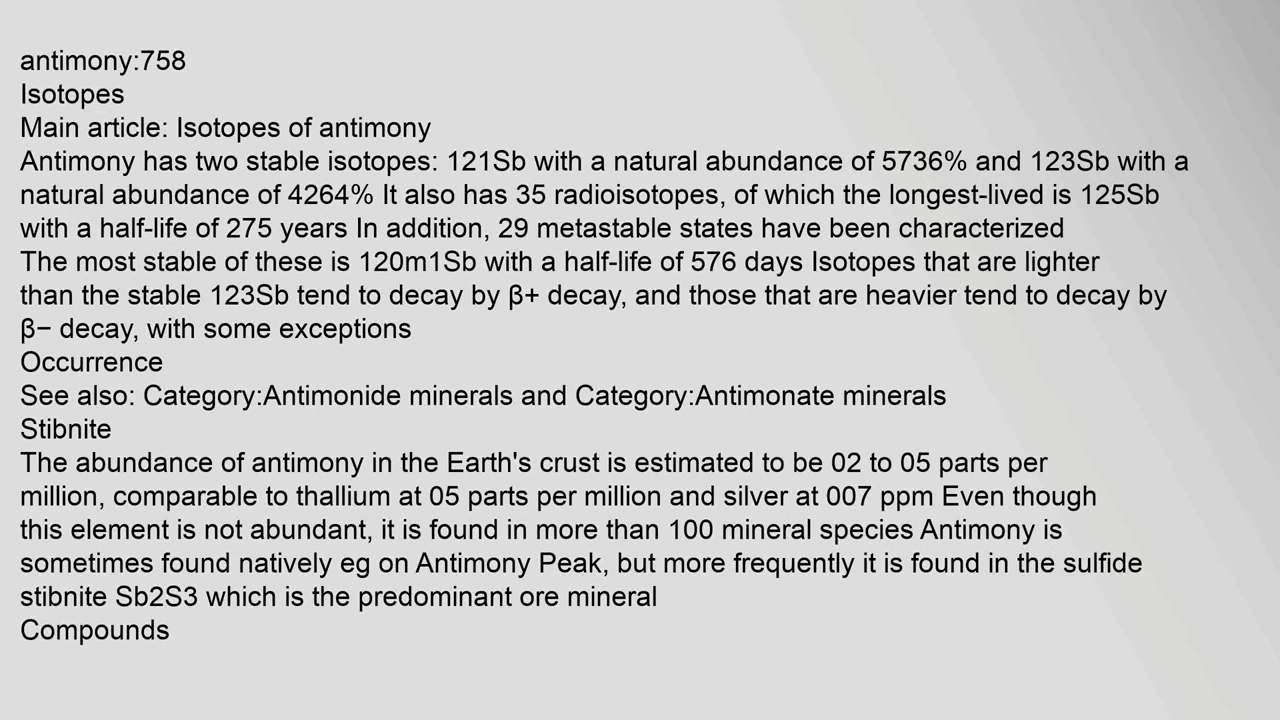 antimony:758
Isotopes
Main article: Isotopes of antimony
Antimony has two stable isotopes: 121Sb with a natural abundance of 5736% and 123Sb with a
natural abundance of 4264% It also has 35 radioisotopes, of which the longest-lived is 125Sb
with a half-life of 275 years In addition, 29 metastable states have been characterized
The most stable of these is 120m1Sb with a half-life of 576 days Isotopes that are lighter
than the stable 123Sb tend to decay by β+ decay, and those that are heavier tend to decay by
β− decay, with some exceptions
Occurrence
See also: Category:Antimonide minerals and Category:Antimonate minerals
Stibnite
The abundance of antimony in the Earth's crust is estimated to be 02 to 05 parts per
million, comparable to thallium at 05 parts per million and silver at 007 ppm Even though
this element is not abundant, it is found in more than 100 mineral species Antimony is
sometimes found natively eg on Antimony Peak, but more frequently it is found in the sulfide
stibnite Sb2S3 which is the predominant ore mineral
Compounds